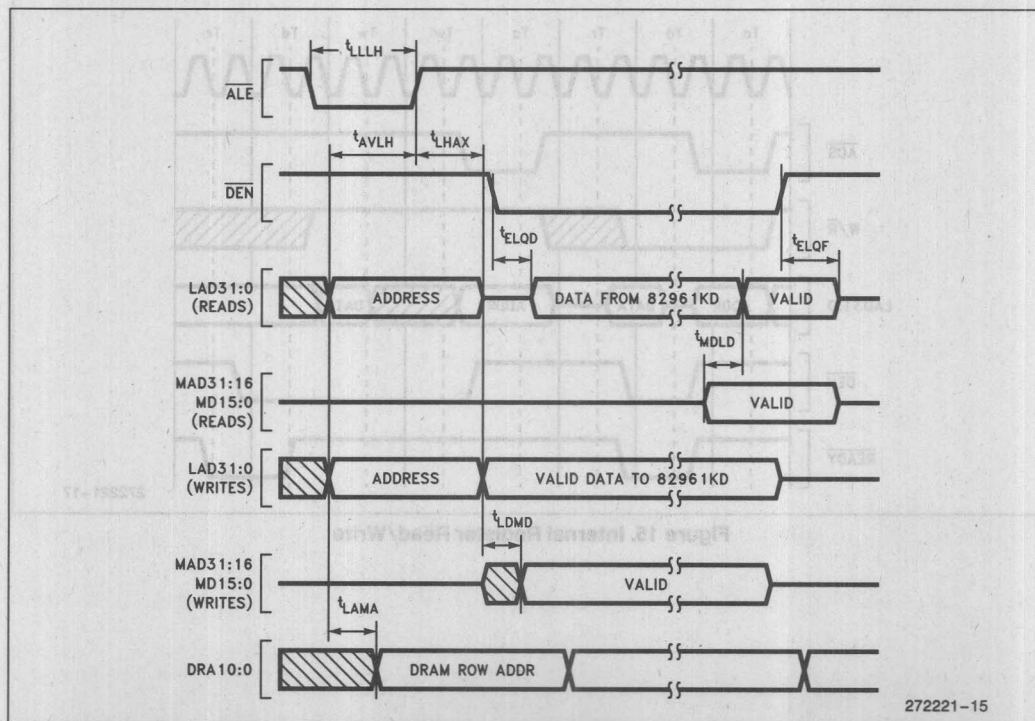 tLLLH
ALE
tAVLH
tLHAX
DEN
tELQD
tELQF
LAD31:0
(READS)
ADDRESS
DATA FROM 82961KD
VALID
tMDLD
MAD31:16
MD15:0
(READS)
VALID
LAD31:0
(WRITES)
ADDRESS
VALID DATA TO 82961KD
tLDMD
MAD31:16
MD15:0
(WRITES)
VALID
tLAMA
DRA10:0
DRAM ROW ADDR
272221-15
ADS
W/R
READY
272221-17
Figure 15. Internal Register Read/Write